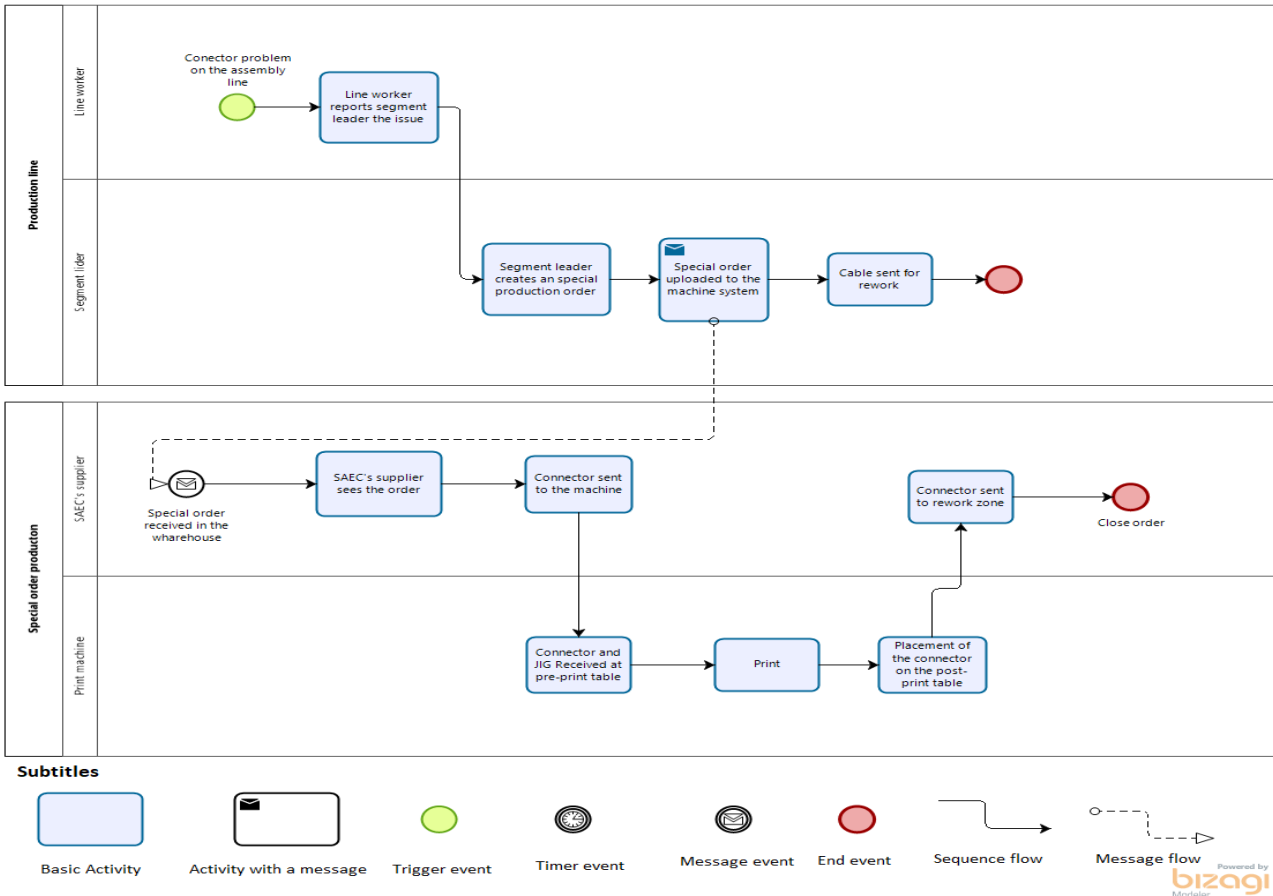 Production line
Line worker
Conector problem
on the assembly
line
Line worker
reports segment
leader the issue
Segment lider
Segment leader
creates an special
production order
Special order
uploaded to the
machine system
Cable sent for
rework
Special order producton
SAEC's supplier
Special order
received in the
wharehouse
SAEC's supplier
sees the order
Connector sent
to the machine
Connector sent
to rework zone
Close order
Print machine
Connector and
JIG Received at
pre-print table
Print
Placement of
the connector
on the post-
print table
Subtitles
Basic Activity
Activity with a message
Trigger event
Timer event
Message event
End event
Sequence flow
Message flow
Powered by
bizagi
Modeler